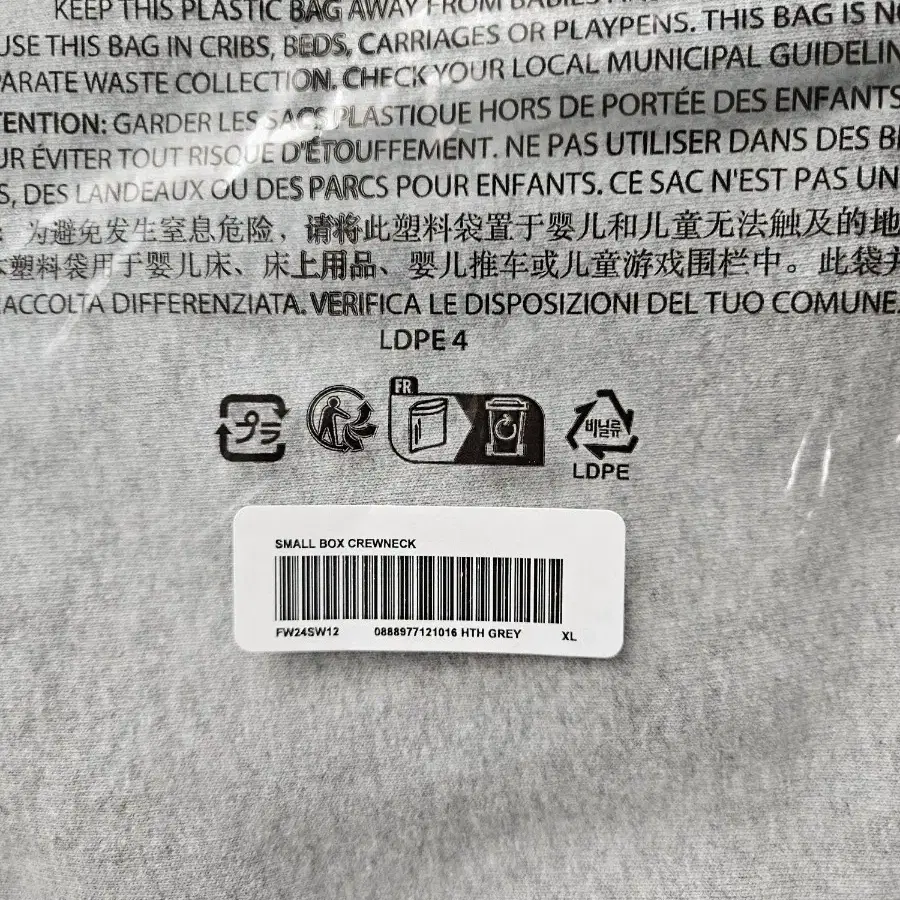 KEEP THIS PLASTIC BAG AWAY FROM BABIES
USE THIS BAG IN CRIBS, BEDS, CARRIAGES OR PLAYPENS. THIS BAG IS
WASTE COLLECTION. CHECK YOUR LOCAL MUNICIPAL
GARDER LES SACS PLASTIQUE HORS DE PORTÉE DES ENFANTS
ÉVITER TOUT RISQUE D'ÉTOUFFEMENT. NE PAS UTILISER DANS DES
DES LANDEAUX OU DES PARCS POUR ENFANTS. CE SAC N'EST PAS UN
为避免发生窒息危险，请将此塑料袋置于婴儿和儿童无法触及的地
塑料袋用于婴儿床、床上用品、婴儿推车或儿童游戏围栏中。此袋并
DIFFERENZIATA. VERIFICA LE DISPOSIZIONI DEL TUO COMUNE.
LDPE 4
FR
プラ
비닐류
LDPE
SMALL BOX CREWNECK
FW24SW12 0888977121016 HTH GREY XL